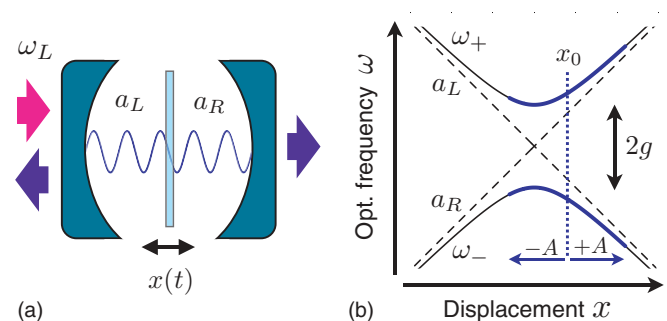 ω_L
a_L
a_R
x(t)
(a)
Opt. frequency ω
ω_+
a_L
x_0
2g
a_R
ω_-
-A
+A
(b)
Displacement x